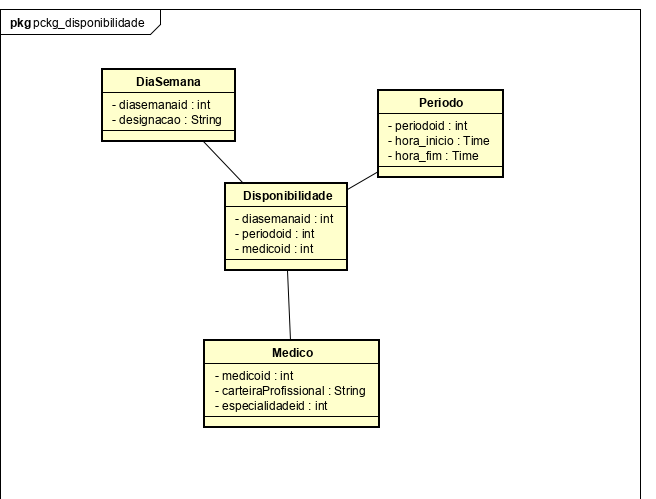 pkg pckg_disponibilidade
DiaSemana
- diasemanaid : int
- designacao : String
Periodo
- periodoid : int
- hora_inicio : Time
- hora_fim : Time
Disponibilidade
- diasemanaid : int
- periodoid : int
- medicoid : int
Medico
- medicoid : int
- carteiraProfissional : String
- especialidadeid : int